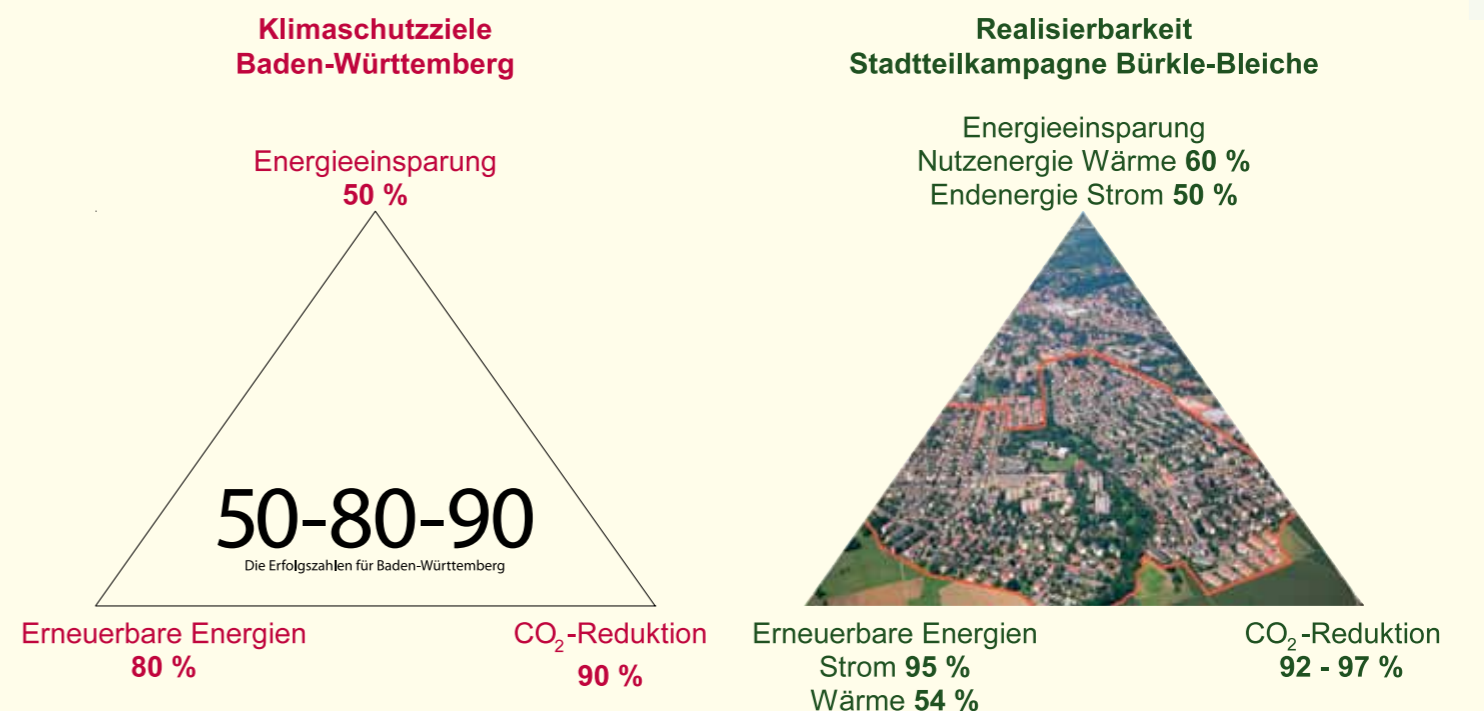 Klimaschutzziele
Baden-Württemberg
Energieeinsparung
50 %
50-80-90
Die Erfolgszahlen für Baden-Württemberg
Erneuerbare Energien
80 %
CO₂-Reduktion
90 %
Realisierbarkeit
Stadtteilkampagne Bürkle-Bleiche
Energieeinsparung
Nutzenergie Wärme 60 %
Endenergie Strom 50 %
Erneuerbare Energien
Strom 95 %
Wärme 54 %
CO₂-Reduktion
92 - 97 %